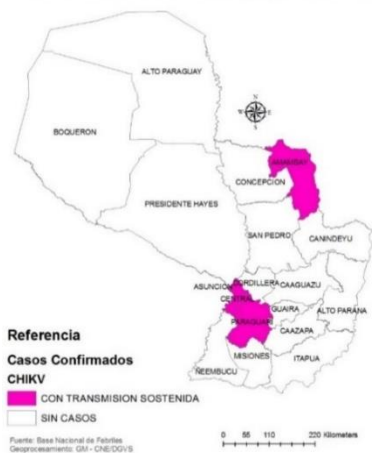 ALTO PARAGUAY
BOQUERON
N
W
E
S
AMAMBAY
CONCEPCION
PRESIDENTE HAYES
SAN PEDRO
CANINDEYU
ASUNCION
CORDILLERA
CAAGUAZU
CENTRAL
GUAIRA
ALTO PARANA
PARAGUARI
CAAZAPA
MISIONES
ITAPUA
ÑEEMBUCU
Referencia
Casos Confirmados
CHIKV
CON TRANSMISION SOSTENIDA
SIN CASOS
Fuente: Base Nacional de Febriles
Geoprocesamiento: GM - CNE/DGVS
0 55 110 220 Kilometers